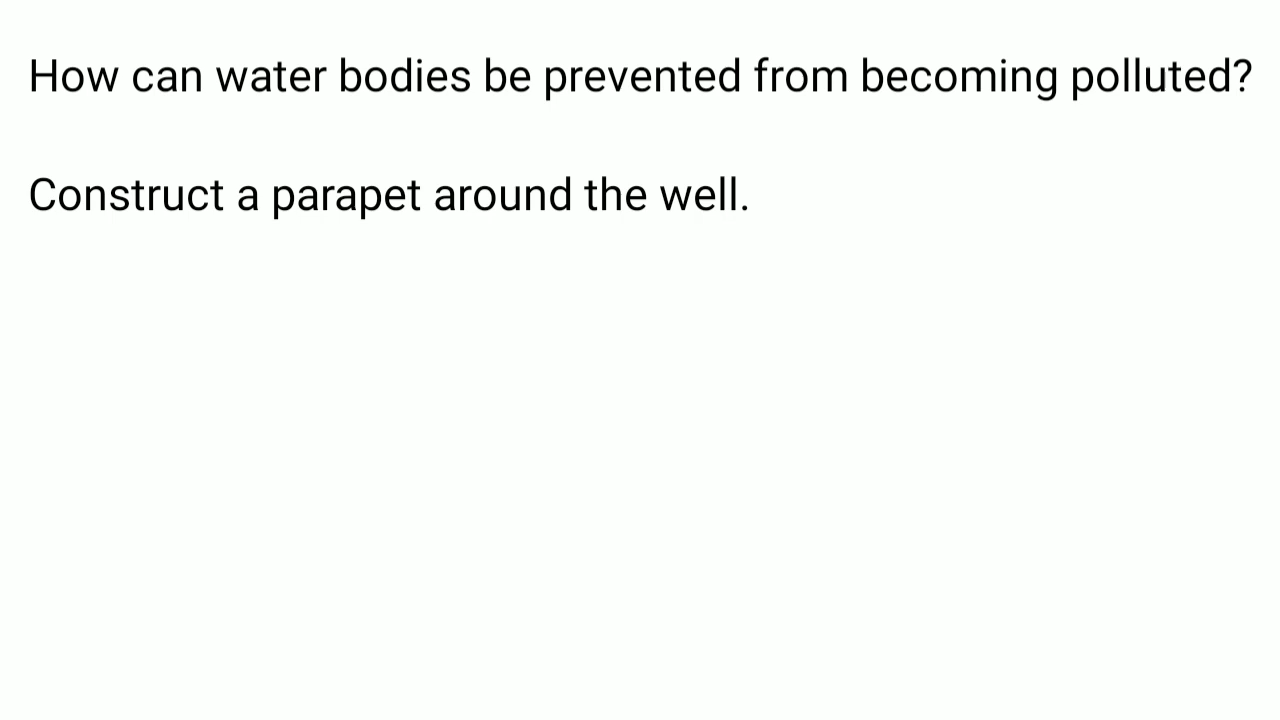 How can water bodies be prevented from becoming polluted?
Construct a parapet around the well.